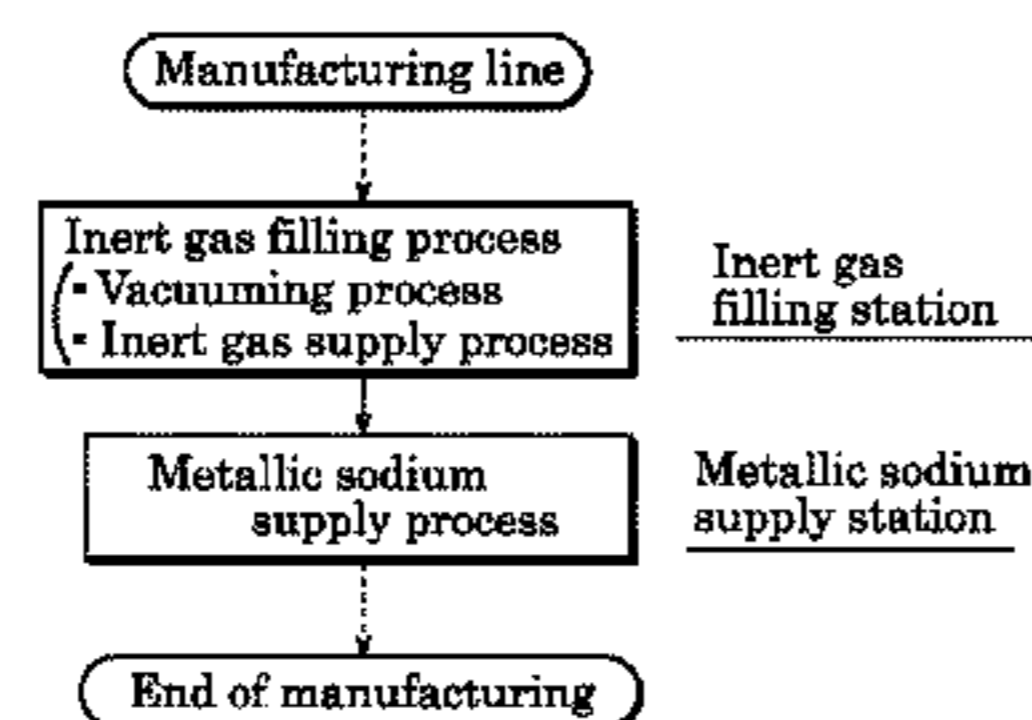 Manufacturing line
Inert gas filling process
- Vacuuming process
- Inert gas supply process
Inert gas
filling station
Metallic sodium
supply process
Metallic sodium
supply station
End of manufacturing